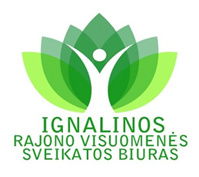 IGNALINOS
RAJONO VISUOMENĖS
SVEIKATOS BIURAS